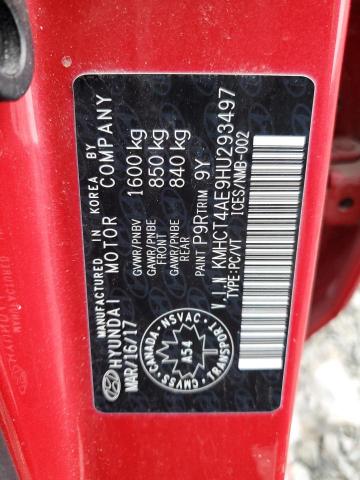 MANUFACTURED IN KOREA BY
HYUNDAI MOTOR COMPANY
MAR/16/17
GVWR/PNBV 1600 kg
GAWR/PNBE FRONT 850 kg
GAWR/PNBE REAR 840 kg
PAINT P9R TRIM 9Y
V.I.N KMHCT4AE9HU293497
TYPE:PC/VT ICES/NMB-002
CANADA NSVAC TRANSPORT CMVSS
A54